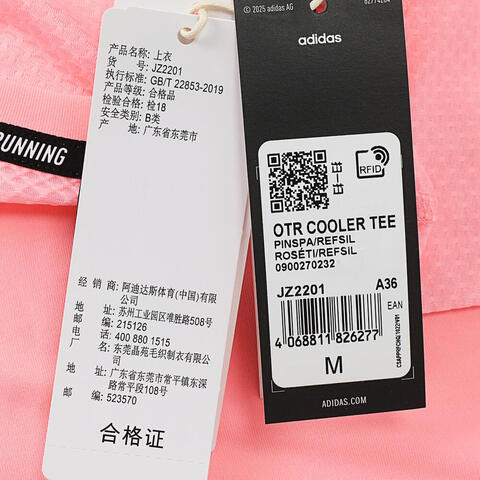 产品名称: 上衣
货 号: JZ2201
执行标准: GB/T 22853-2019
产品等级: 合格品
检验合格: 检18
安全类别: B类
产 地: 广东省东莞市
RUNNING
经 销 商: 阿迪达斯体育(中国)有限
公司
地 址: 苏州工业园区唯胜路508号
邮 编: 215126
电 话: 400 880 1515
工 厂: 东莞晶苑毛织制衣有限公
司
地 址: 广东省东莞市常平镇东深
路常平段108号
邮 编: 523570
合格证
© 2025 adidas AG
adidas
RFID
OTR COOLER TEE
PINSPA/REFSIL
ROSÉTI/REFSIL
0900270232
JZ2201 A36
EAN
4 068811 826277
M
ADIDAS.COM